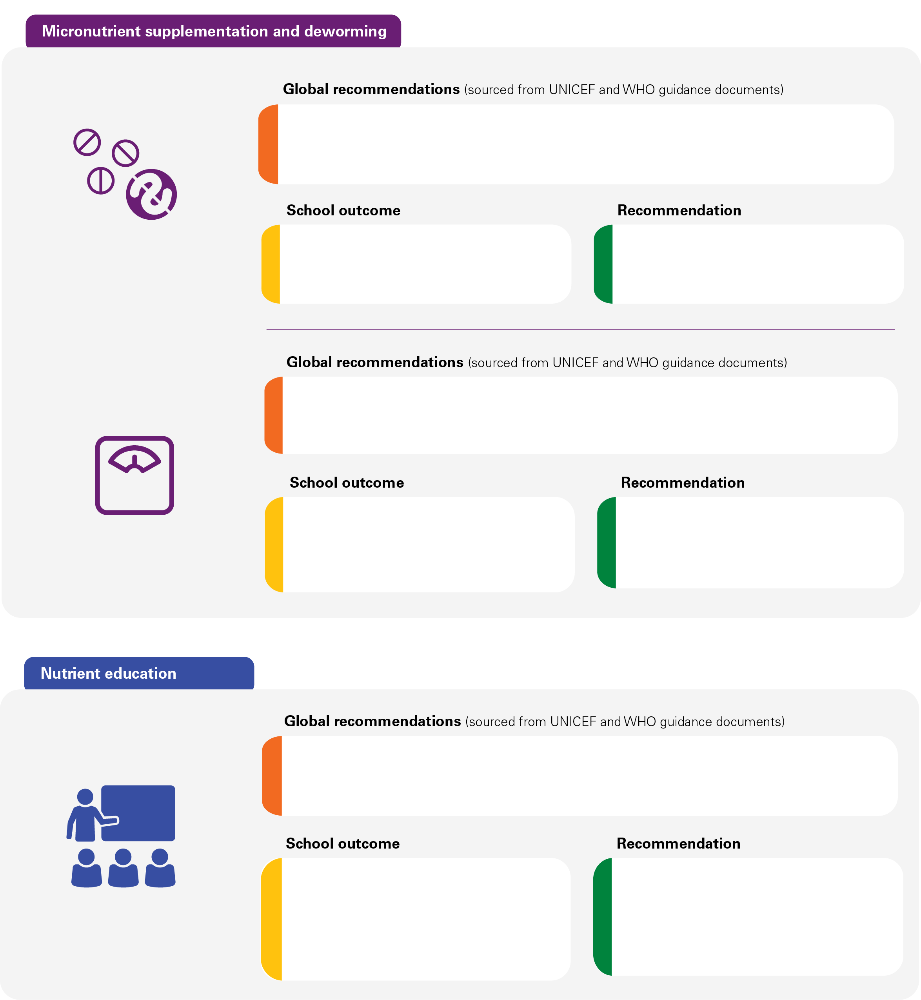 Micronutrient supplementation and deworming
Global recommendations (sourced from UNICEF and WHO guidance documents)
School outcome
Recommendation
Global recommendations (sourced from UNICEF and WHO guidance documents)
School outcome
Recommendation
Nutrient education
Global recommendations (sourced from UNICEF and WHO guidance documents)
School outcome
Recommendation